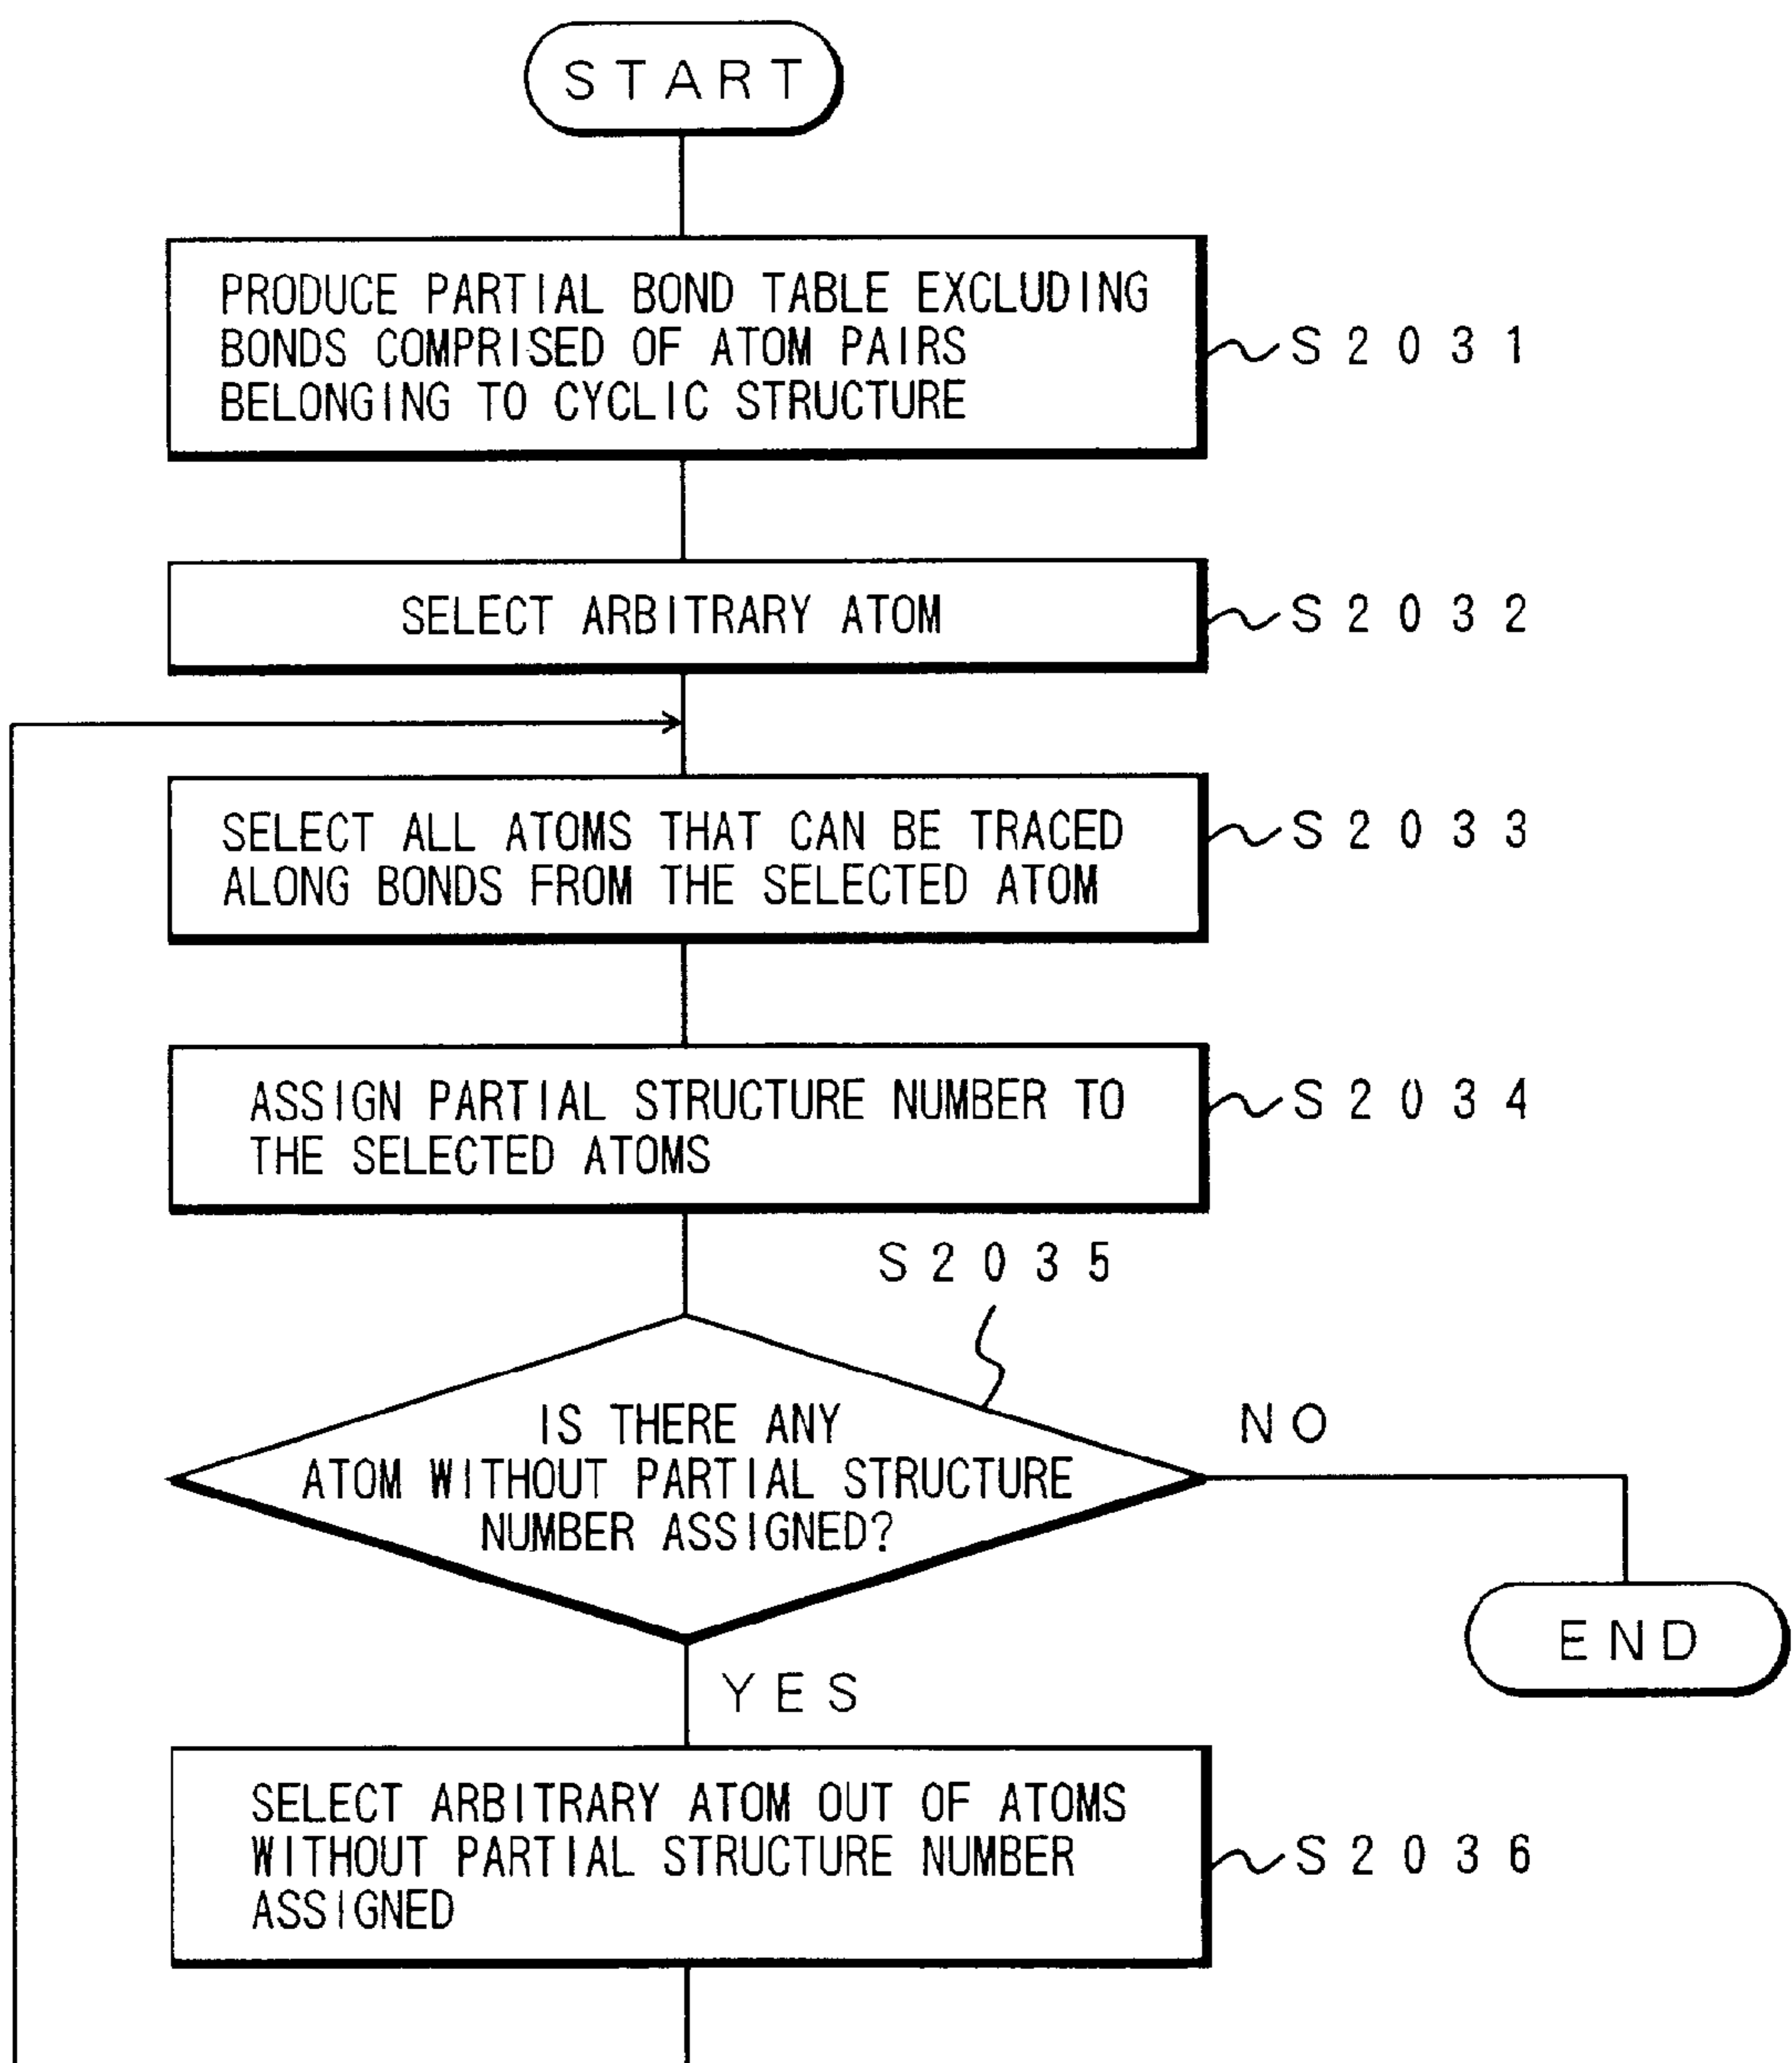 START
PRODUCE PARTIAL BOND TABLE EXCLUDING
BONDS COMPRISED OF ATOM PAIRS
BELONGING TO CYCLIC STRUCTURE
S2031
SELECT ARBITRARY ATOM
S2032
SELECT ALL ATOMS THAT CAN BE TRACED
ALONG BONDS FROM THE SELECTED ATOM
S2033
ASSIGN PARTIAL STRUCTURE NUMBER TO
THE SELECTED ATOMS
S2034
S2035
IS THERE ANY
ATOM WITHOUT PARTIAL STRUCTURE
NUMBER ASSIGNED?
NO
END
YES
SELECT ARBITRARY ATOM OUT OF ATOMS
WITHOUT PARTIAL STRUCTURE NUMBER
ASSIGNED
S2036